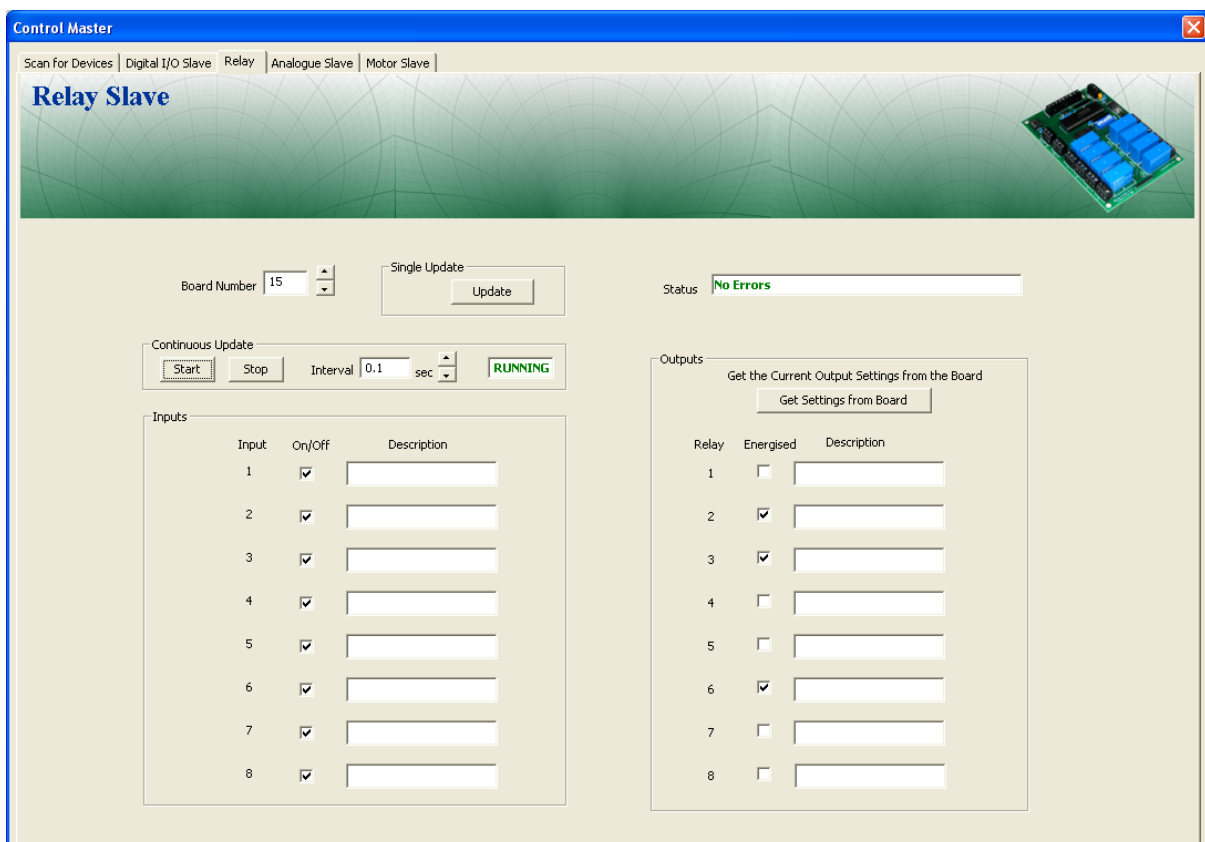 Control Master
Scan for Devices Digital I/O Slave Relay Analogue Slave Motor Slave
Relay Slave
Board Number 15
Single Update
Update
Status No Errors
Continuous Update
Start Stop Interval 0.1 sec RUNNING
Inputs
Input On/Off Description
1
2
3
4
5
6
7
8
Outputs
Get the Current Output Settings from the Board
Get Settings from Board
Relay Energised Description
1
2
3
4
5
6
7
8